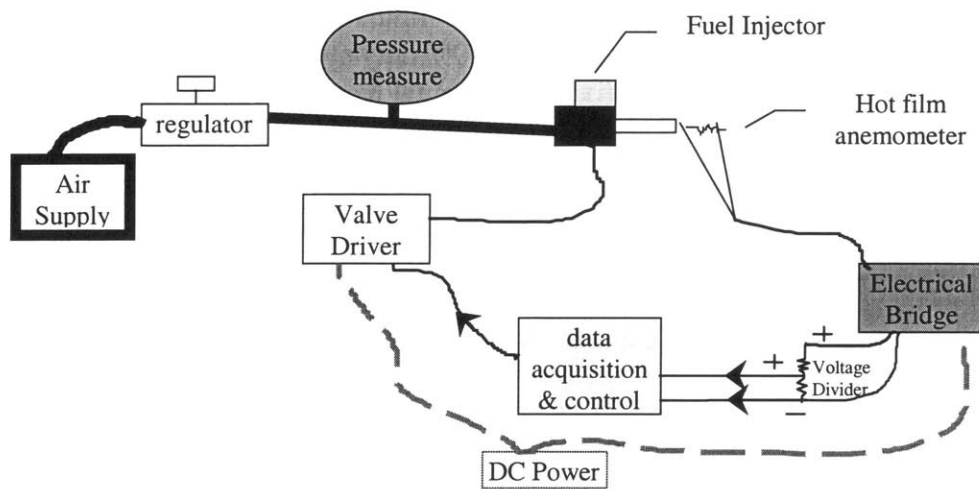 Fuel Injector
Pressure
measure
Hot film
anemometer
regulator
Air
Supply
Valve
Driver
Electrical
Bridge
+
+
Voltage
Divider
−
data
acquisition
& control
DC Power